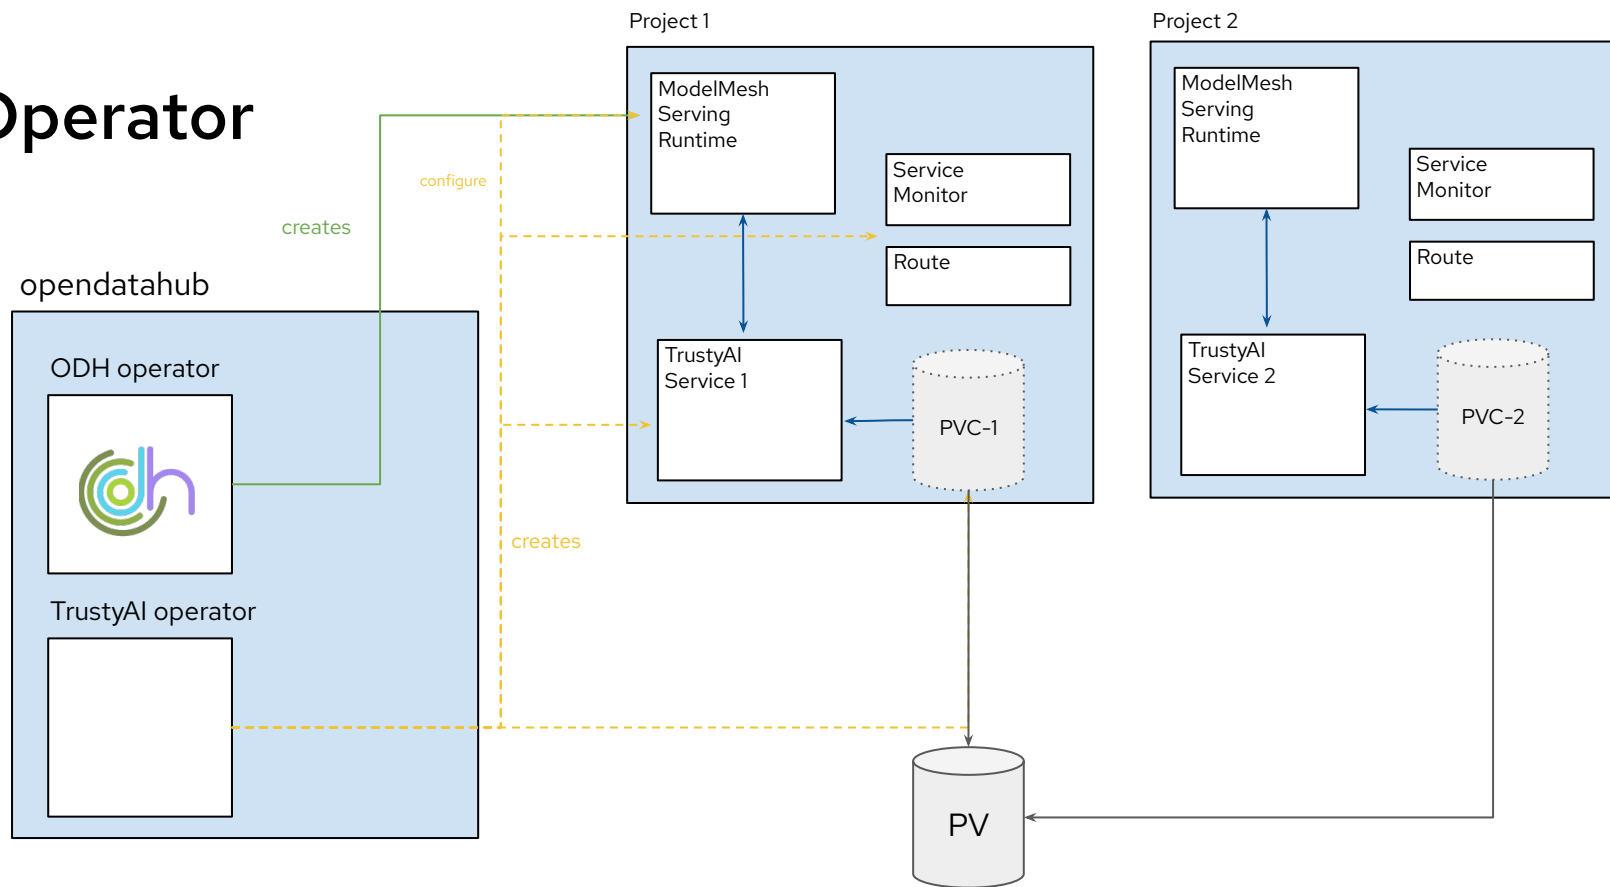 Operator
Project 1
Project 2
ModelMesh
Serving
Runtime
Service
Monitor
Route
TrustyAI
Service 1
PVC-1
ModelMesh
Serving
Runtime
Service
Monitor
Route
TrustyAI
Service 2
PVC-2
configure
creates
opendatahub
ODH operator
odh
creates
TrustyAI operator
PV